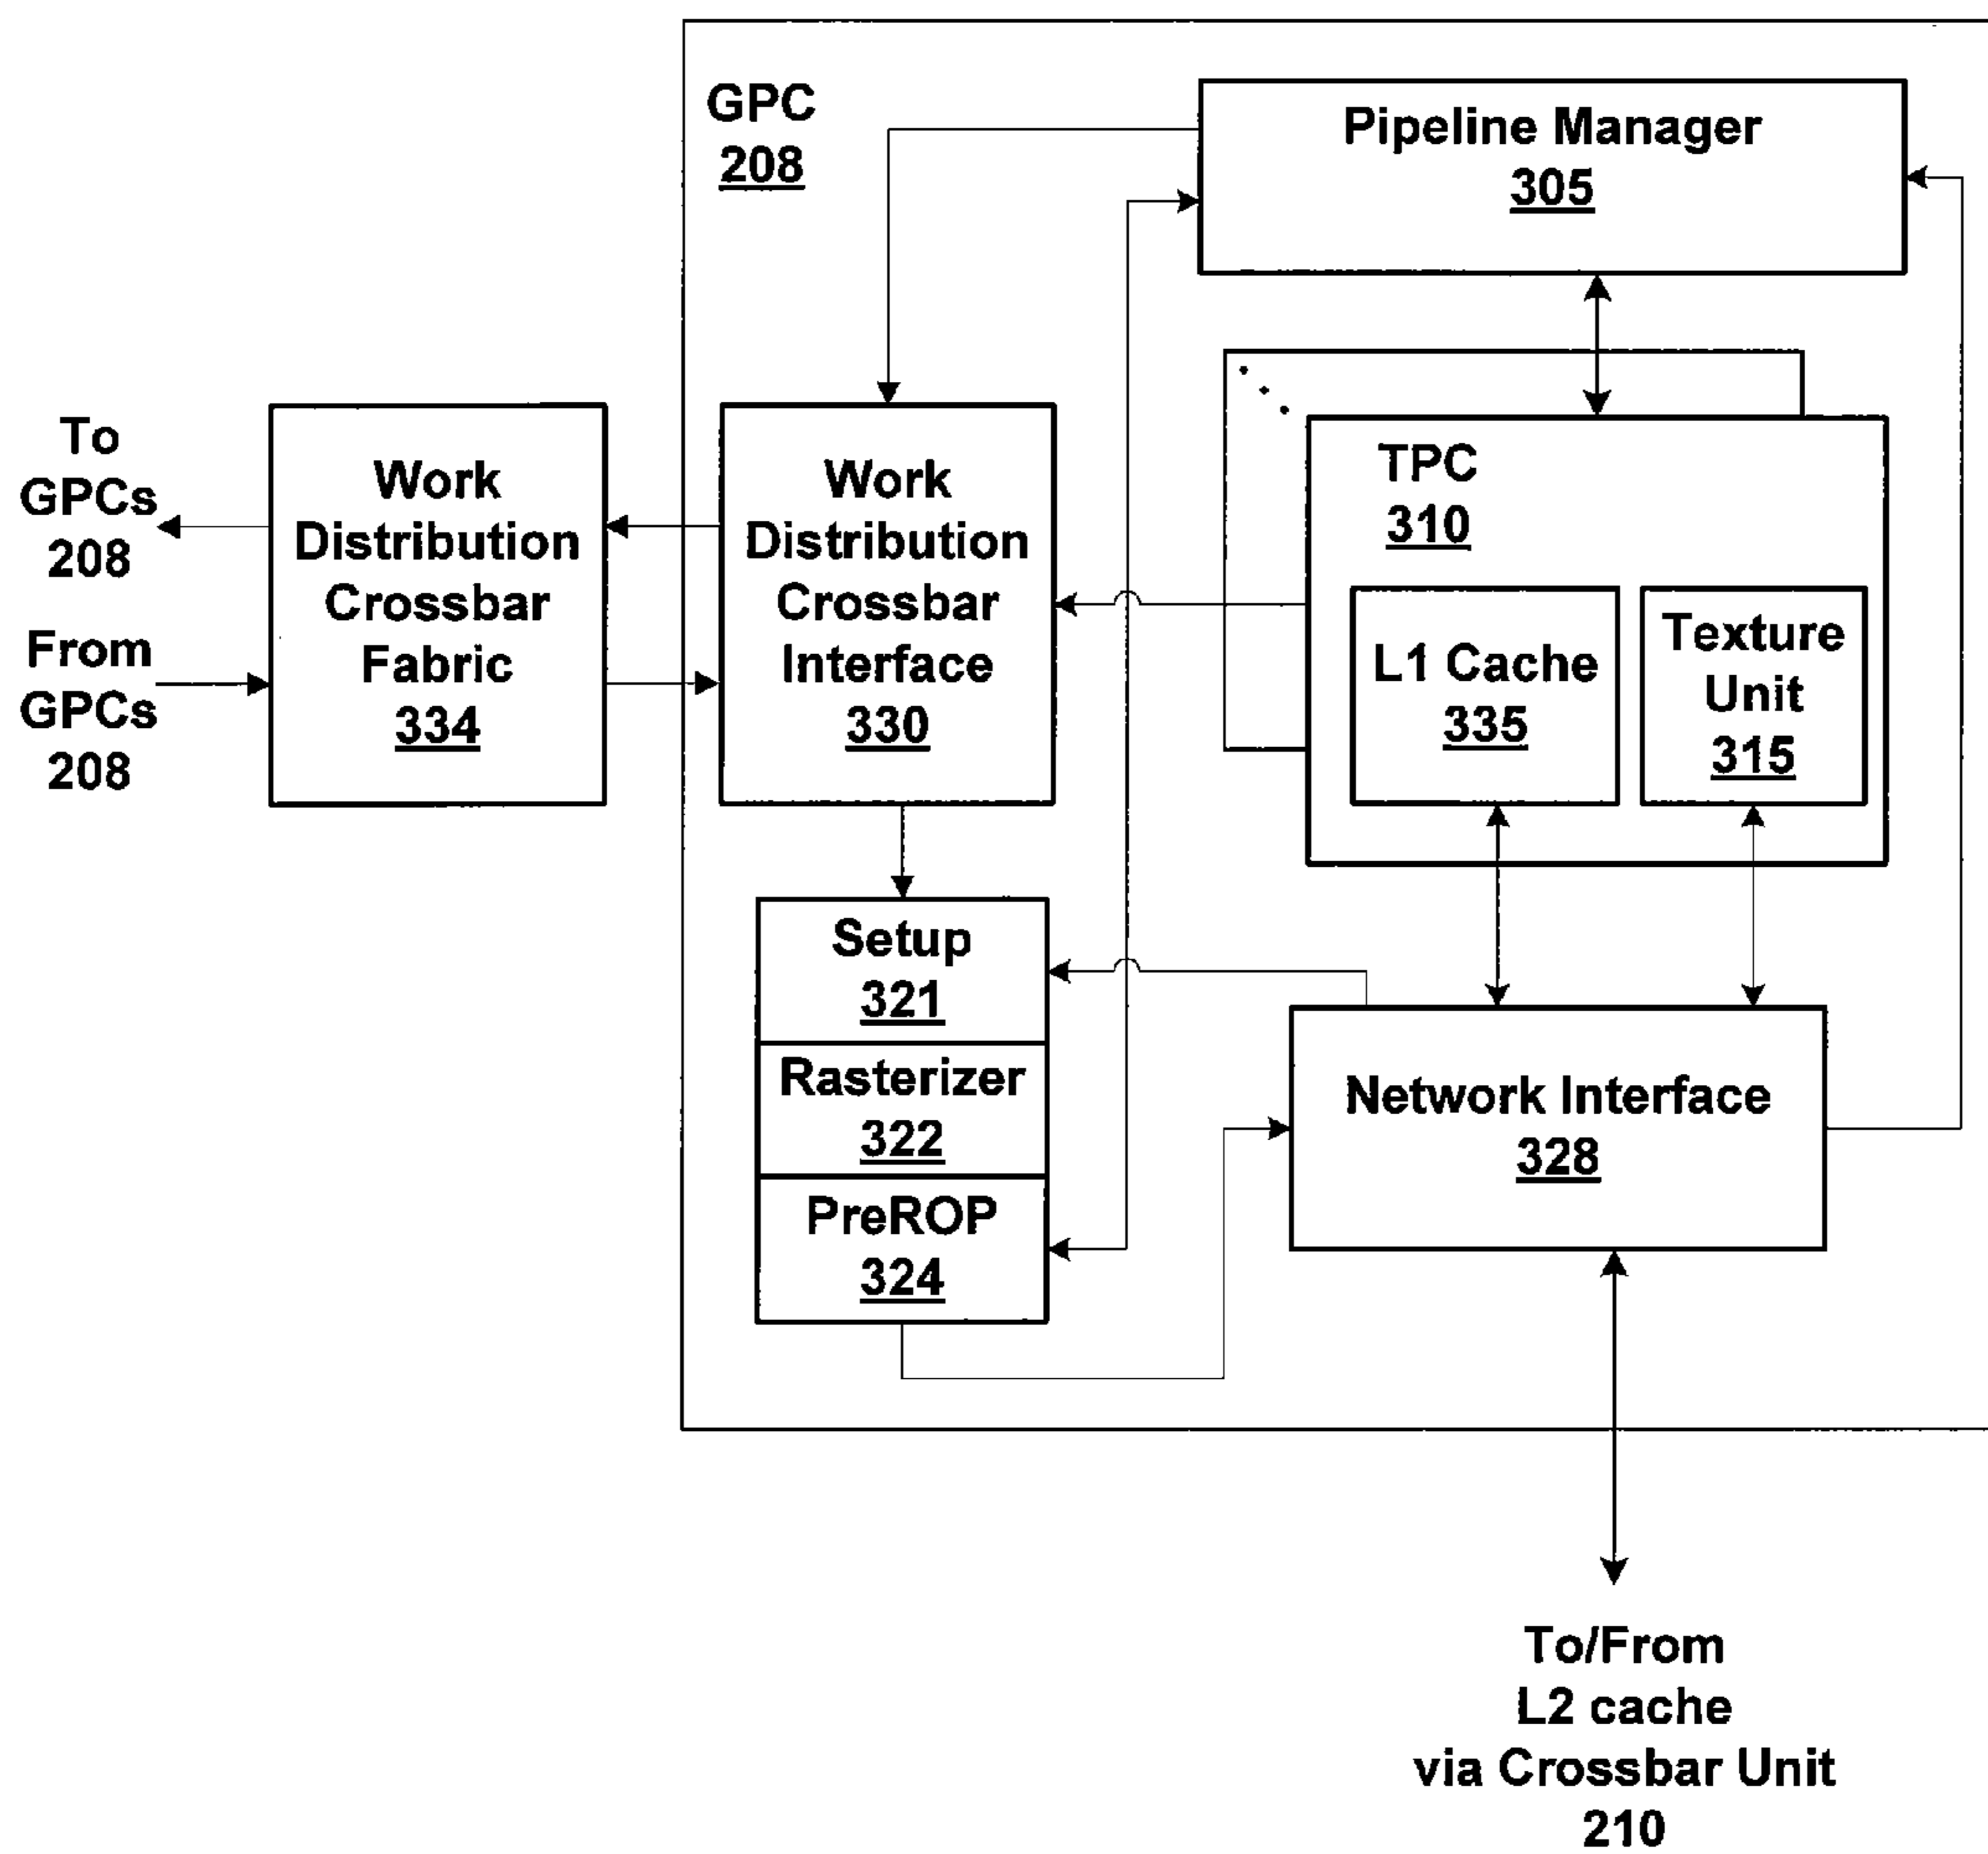 GPC
208
Pipeline Manager
305
To
GPCs
208
From
GPCs
208
Work
Distribution
Crossbar
Fabric
334
Work
Distribution
Crossbar
Interface
330
TPC
310
L1 Cache
335
Texture
Unit
315
Setup
321
Rasterizer
322
PreROP
324
Network Interface
328
To/From
L2 cache
via Crossbar Unit
210